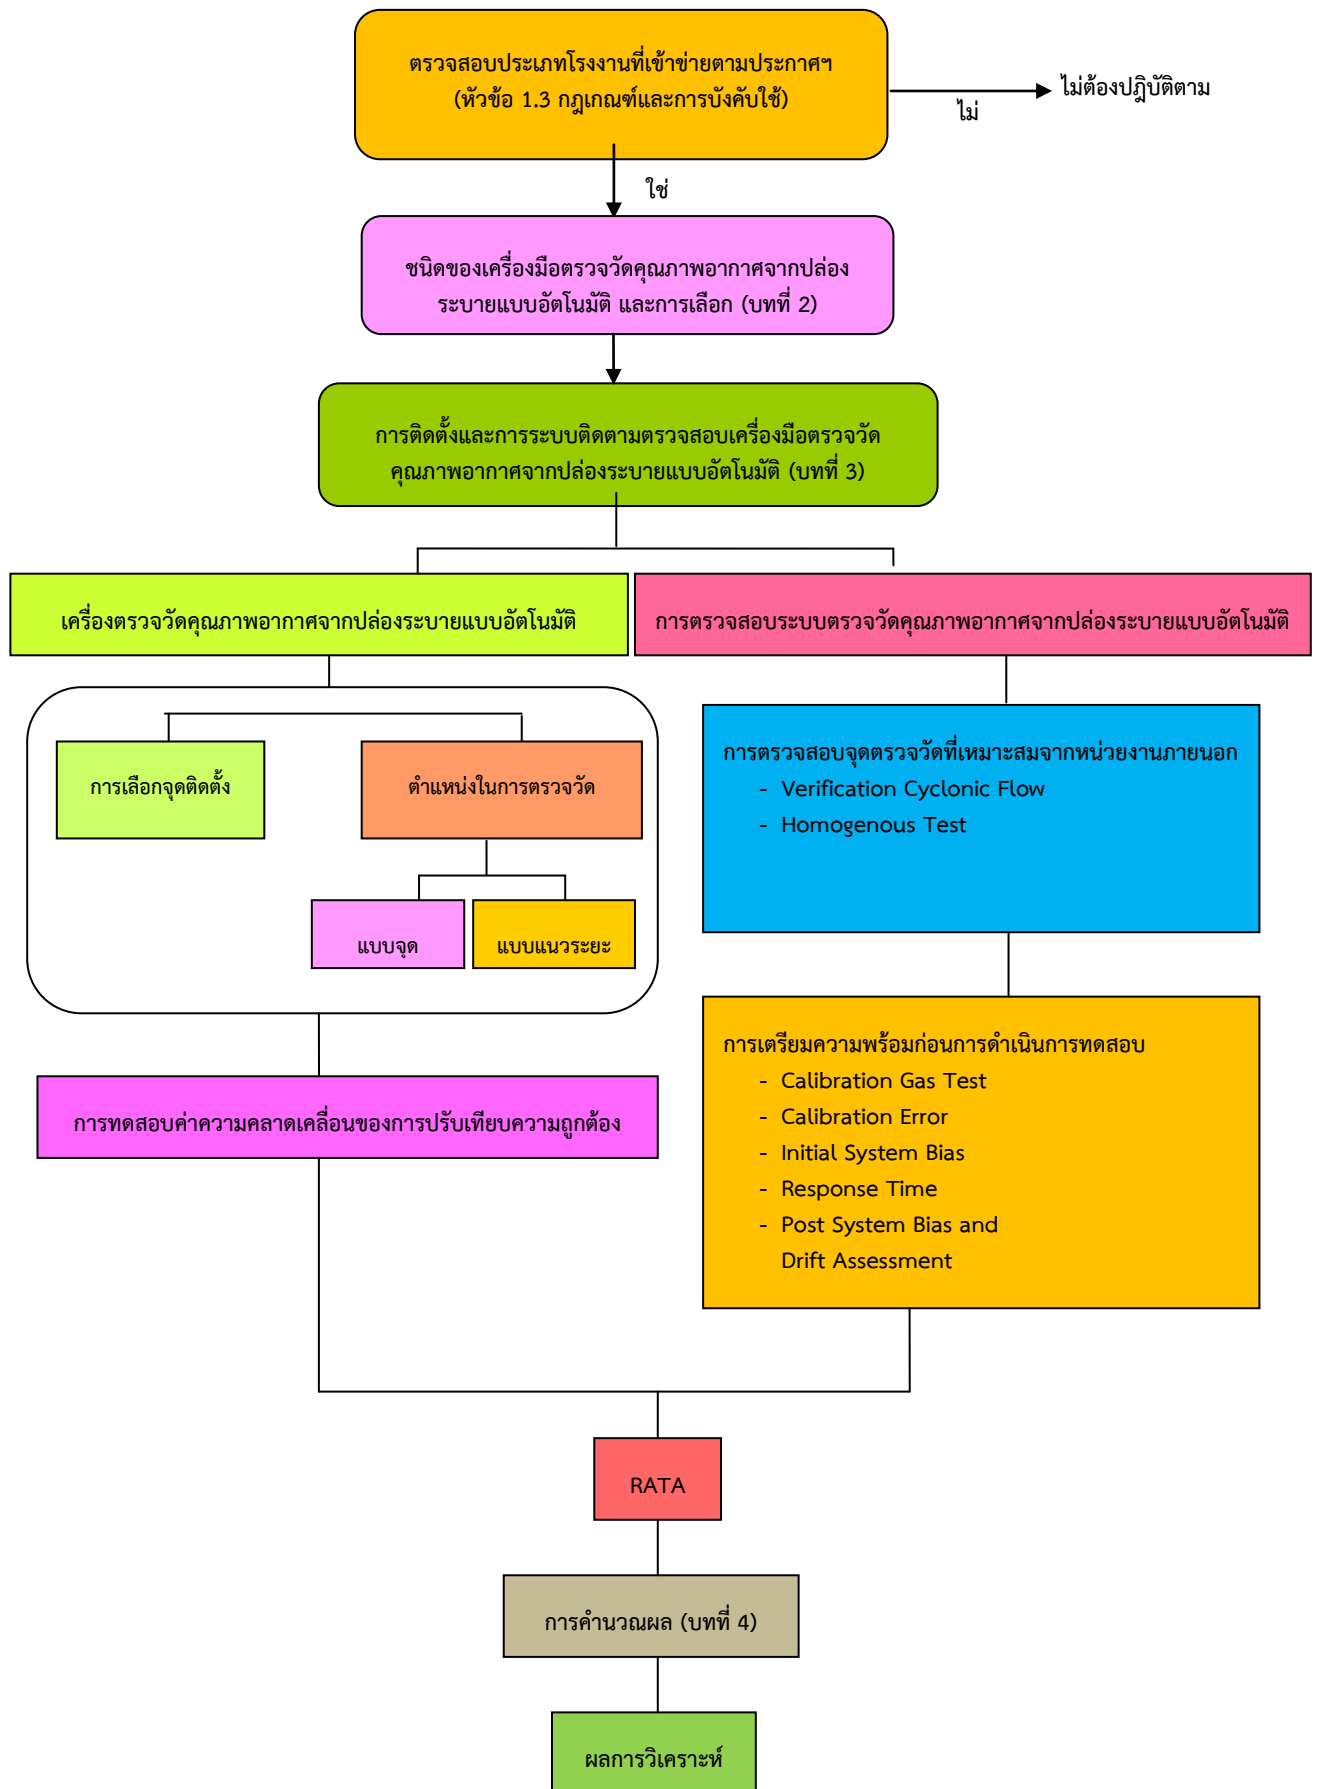 ตรวจสอบประเภทโรงงานที่เข้าข่ายตามประกาศฯ
(หัวข้อ 1.3 กฎเกณฑ์และการบังคับใช้)
ไม่ต้องปฎิบัติตาม
ไม่
ใช่
ชนิดของเครื่องมือตรวจวัดคุณภาพอากาศจากปล่อง
ระบายแบบอัตโนมัติ และการเลือก (บทที่ 2)
การติดตั้งและการระบบติดตามตรวจสอบเครื่องมือตรวจวัด
คุณภาพอากาศจากปล่องระบายแบบอัตโนมัติ (บทที่ 3)
เครื่องตรวจวัดคุณภาพอากาศจากปล่องระบายแบบอัตโนมัติ
การตรวจสอบระบบตรวจวัดคุณภาพอากาศจากปล่องระบายแบบอัตโนมัติ
การเลือกจุดติดตั้ง
ตำแหน่งในการตรวจวัด
แบบจุด
แบบแนวระยะ
การตรวจสอบจุดตรวจวัดที่เหมาะสมจากหน่วยงานภายนอก
- Verification Cyclonic Flow
- Homogenous Test
การทดสอบค่าความคลาดเคลื่อนของการปรับเทียบความถูกต้อง
การเตรียมความพร้อมก่อนการดำเนินการทดสอบ
- Calibration Gas Test
- Calibration Error
- Initial System Bias
- Response Time
- Post System Bias and
Drift Assessment
RATA
การคำนวณผล (บทที่ 4)
ผลการวิเคราะห์